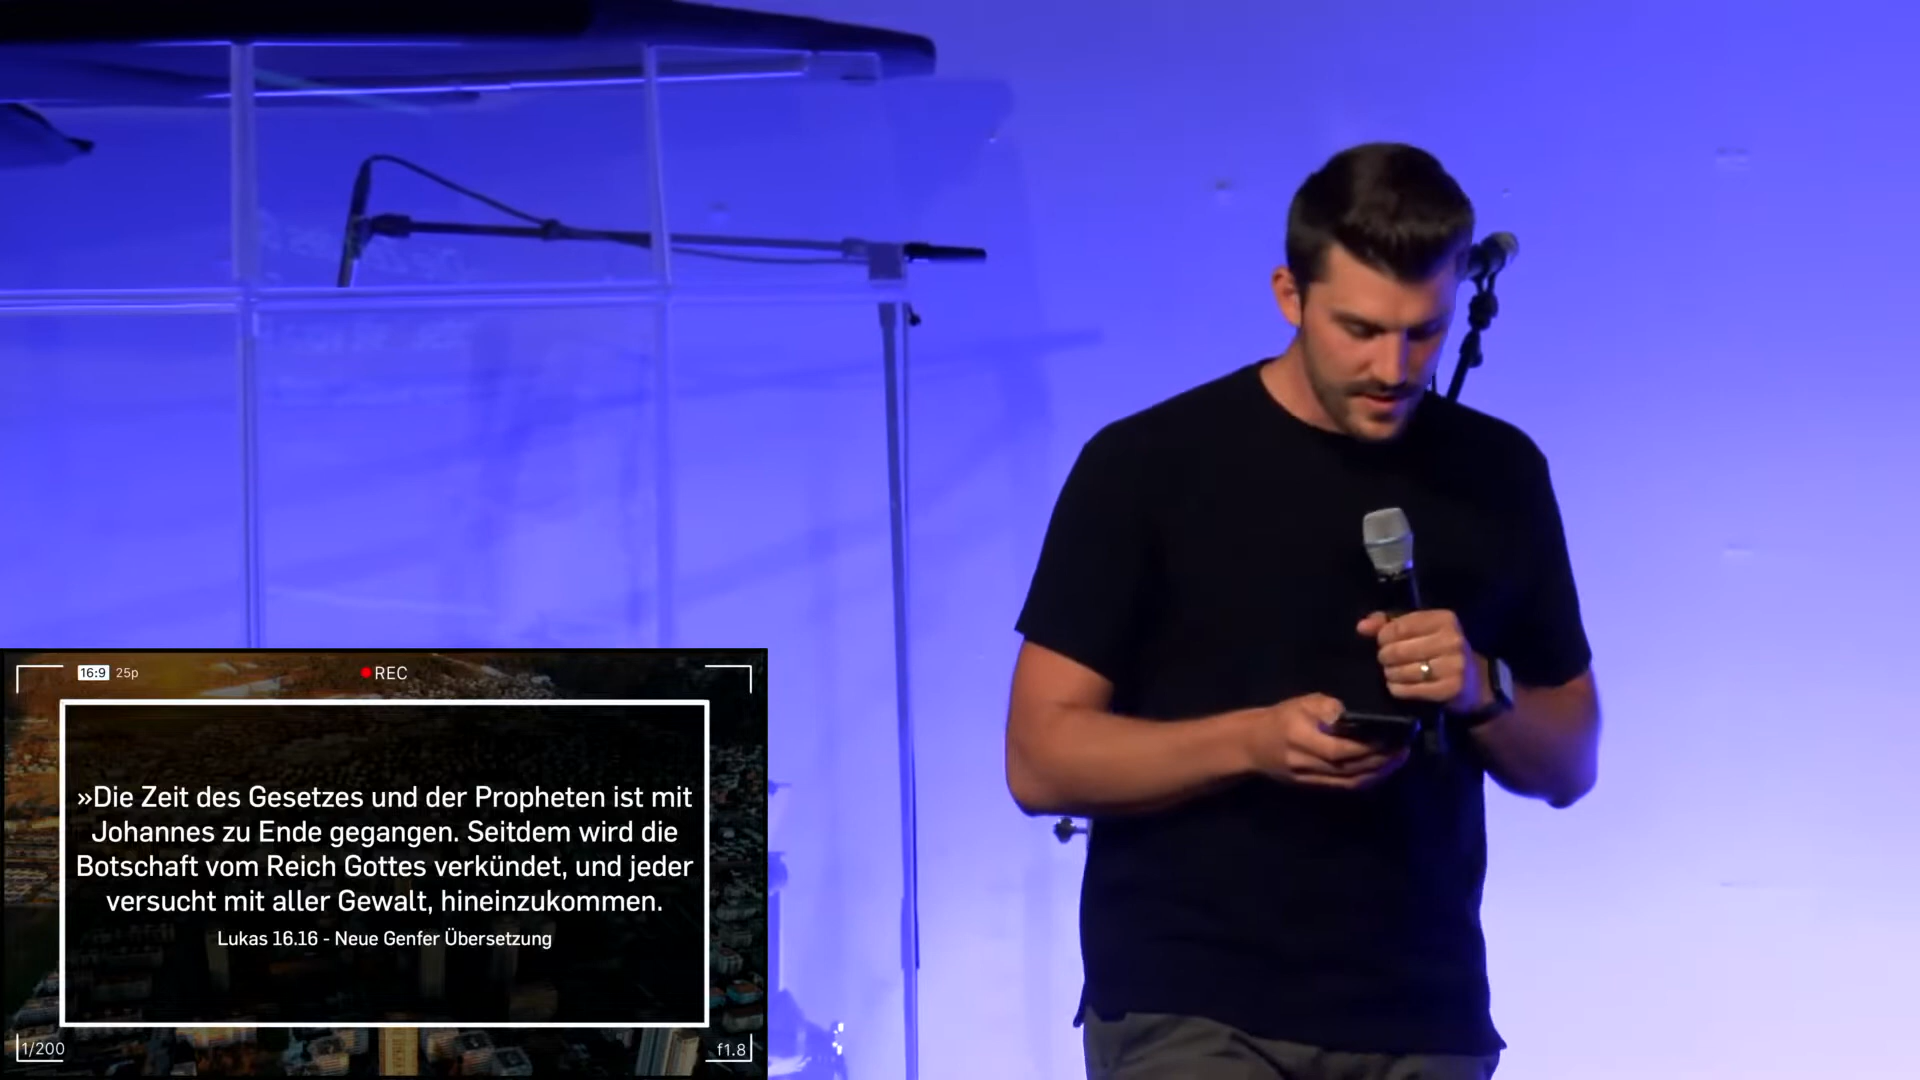 16:9 25p
REC
»Die Zeit des Gesetzes und der Propheten ist mit
Johannes zu Ende gegangen. Seitdem wird die
Botschaft vom Reich Gottes verkündet, und jeder
versucht mit aller Gewalt, hineinzukommen.
Lukas 16.16 - Neue Genfer Übersetzung
1/200
f1.8